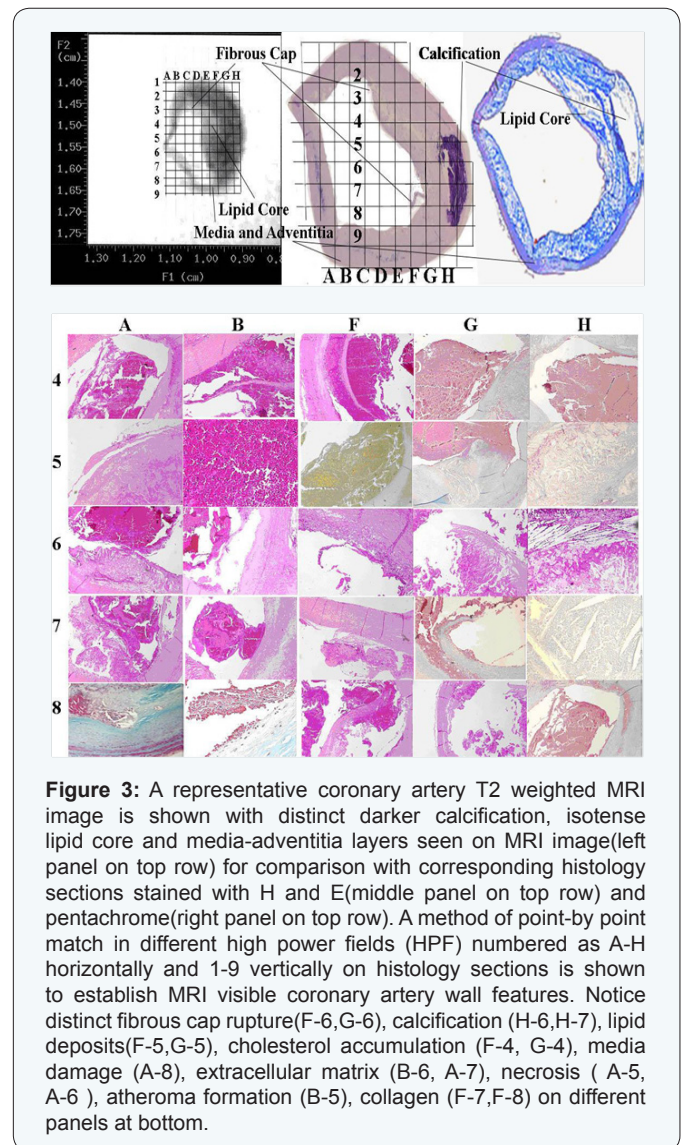 F2
(cm)
Fibrous Cap
Calcification
A B C D E F G H
1
2
3
4
5
6
7
8
9
1.40
1.45
1.50
1.55
1.60
1.65
1.70
1.75
Lipid Core
Media and Adventitia
1.30 1.20 1.10 1.00 0.90 0.8
F1 (cm)
2
3
4
5
6
7
8
9
A B C D E F G H
Lipid Core
A B F G H
4
5
6
7
8
Figure 3: A representative coronary artery T2 weighted MRI
image is shown with distinct darker calcification, isotense
lipid core and media-adventitia layers seen on MRI image(left
panel on top row) for comparison with corresponding histology
sections stained with H and E(middle panel on top row) and
pentachrome(right panel on top row). A method of point-by point
match in different high power fields (HPF) numbered as A-H
horizontally and 1-9 vertically on histology sections is shown
to establish MRI visible coronary artery wall features. Notice
distinct fibrous cap rupture(F-6,G-6), calcification (H-6,H-7), lipid
deposits(F-5,G-5), cholesterol accumulation (F-4, G-4), media
damage (A-8), extracellular matrix (B-6, A-7), necrosis ( A-5,
A-6 ), atheroma formation (B-5), collagen (F-7,F-8) on different
panels at bottom.